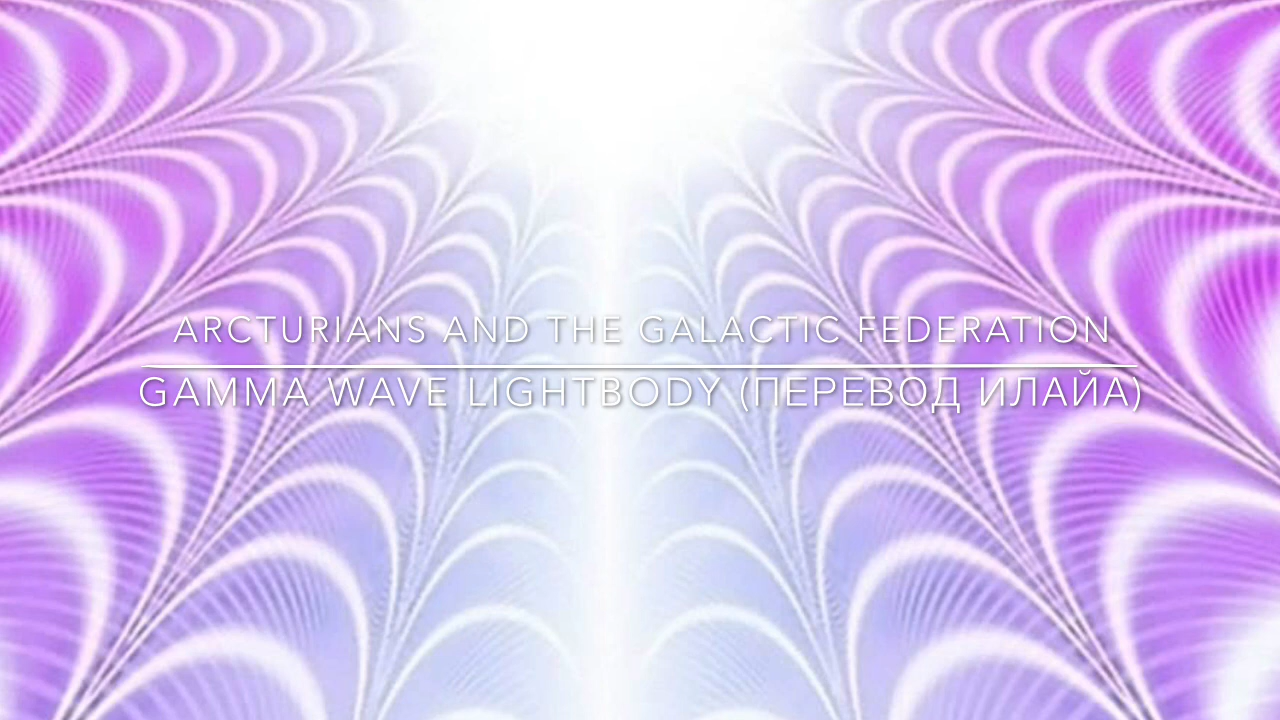 ARCTURIANS AND THE GALACTIC FEDERATION
GAMMA WAVE LIGHTBODY (ПЕРЕВОД ИЛАЙА)